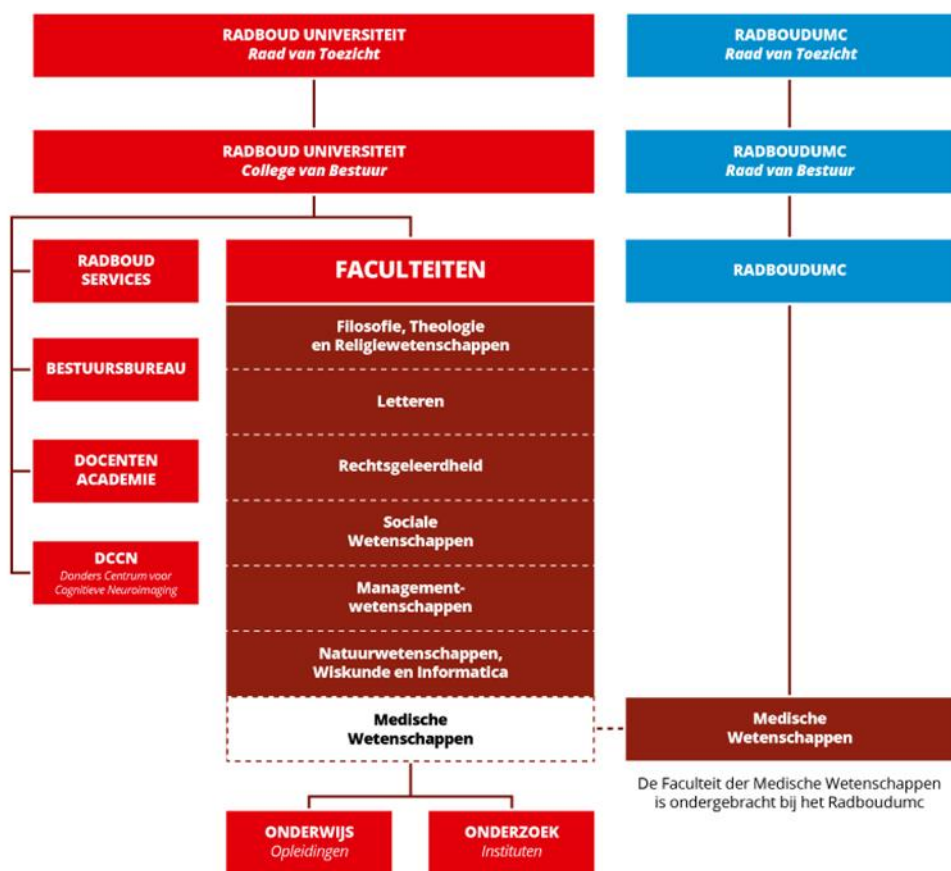 RADBOUD UNIVERSITEIT
Raad van Toezicht
RADBOUDUMC
Raad van Toezicht
RADBOUD UNIVERSITEIT
College van Bestuur
RADBOUDUMC
Raad van Bestuur
RADBOUD
SERVICES
FACULTEITEN
RADBOUDUMC
Filosofie, Theologie
en Religiewetenschappen
BESTUURSBUREAU
Letteren
DOCENTEN
ACADEMIE
Rechtsgeleerdheid
Sociale
Wetenschappen
DCCN
Donders Centrum voor
Cognitieve Neuroimaging
Management-
wetenschappen
Natuurwetenschappen,
Wiskunde en Informatica
Medische
Wetenschappen
Medische
Wetenschappen
De Faculteit der Medische Wetenschappen
is ondergebracht bij het Radboudumc
ONDERWIJS
Opleidingen
ONDERZOEK
Instituten